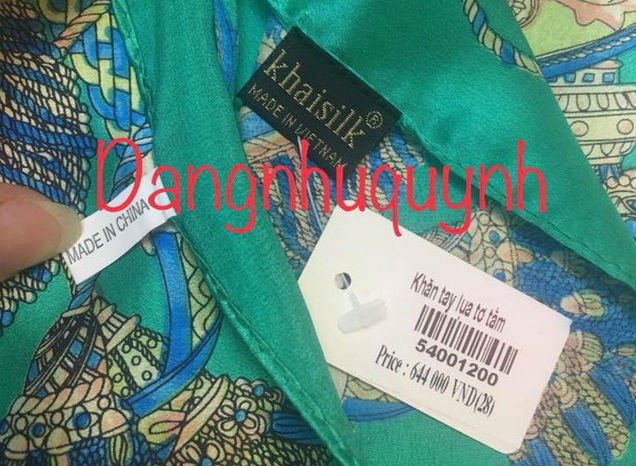 khaisilk®
MADE IN VIETNAM
Dangnhuquynh
MADE IN CHINA
Khăn tay lụa tơ tằm
54001200
Price : 644 000 VND(28)